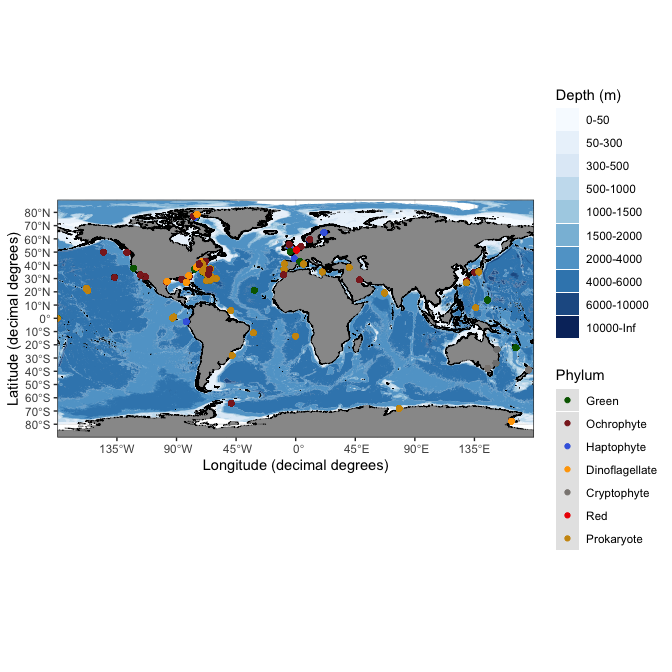 Depth (m)
0-50
50-300
300-500
500-1000
1000-1500
1500-2000
2000-4000
4000-6000
6000-10000
10000-Inf
Phylum
Green
Ochrophyte
Haptophyte
Dinoflagellate
Cryptophyte
Red
Prokaryote
Latitude (decimal degrees)
80°N
70°N
60°N
50°N
40°N
30°N
20°N
10°N
0°
10°S
20°S
30°S
40°S
50°S
60°S
70°S
80°S
135°W 90°W 45°W 0° 45°E 90°E 135°E
Longitude (decimal degrees)